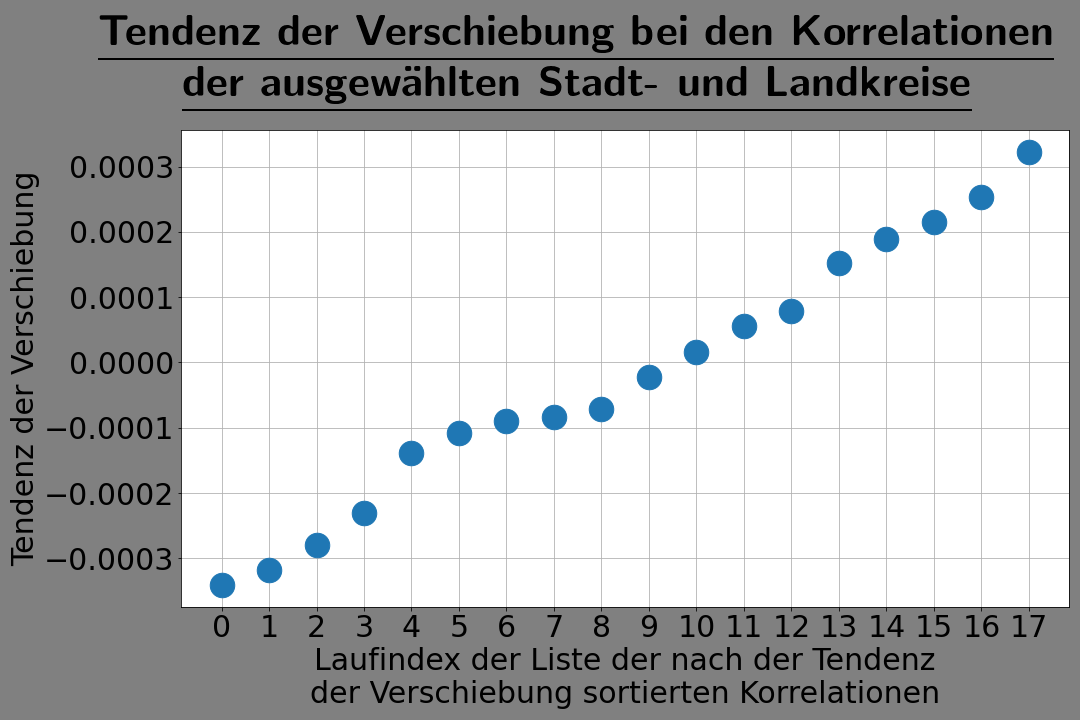 Tendenz der Verschiebung bei den Korrelationen
der ausgewählten Stadt- und Landkreise
Tendenz der Verschiebung
0.0003
0.0002
0.0001
0.0000
−0.0001
−0.0002
−0.0003
0 1 2 3 4 5 6 7 8 9 10 11 12 13 14 15 16 17
Laufindex der Liste der nach der Tendenz
der Verschiebung sortierten Korrelationen